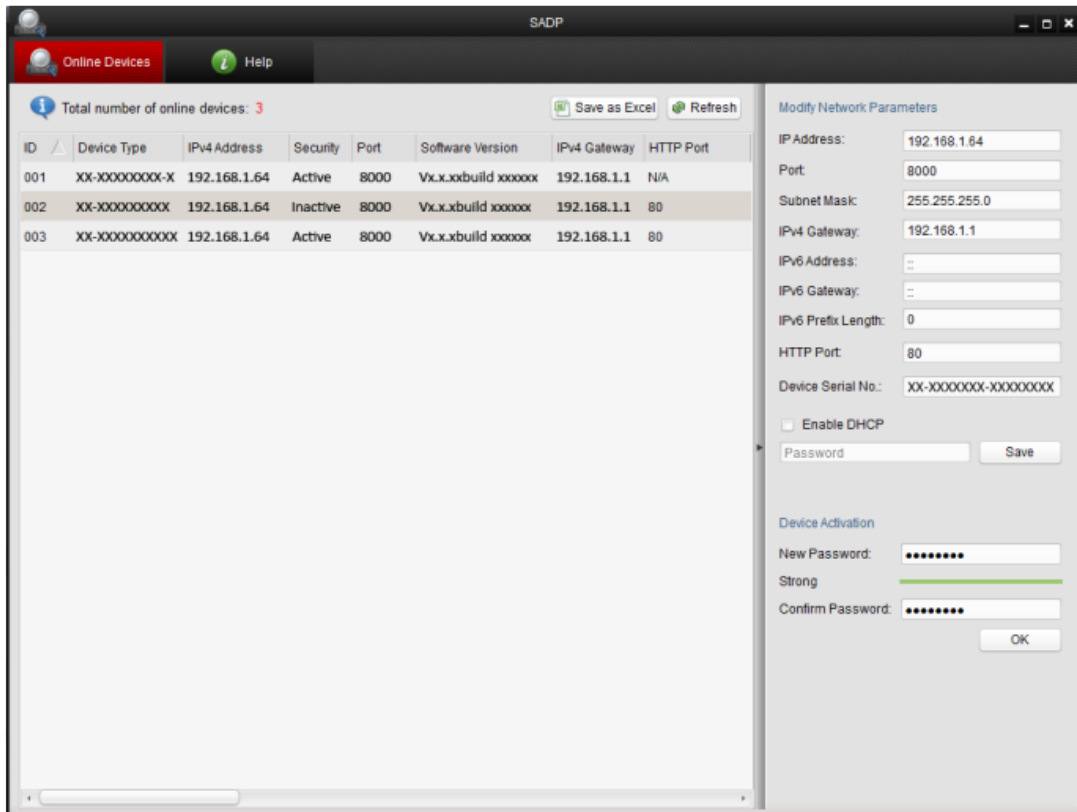 SADP
Online Devices Help
Total number of online devices: 3 Save as Excel Refresh
ID Device Type IPv4 Address Security Port Software Version IPv4 Gateway HTTP Port
001 XX-XXXXXXXX-X 192.168.1.64 Active 8000 Vx.x.xxbuild xxxxxx 192.168.1.1 N/A
002 XX-XXXXXXXXX 192.168.1.64 Inactive 8000 Vx.x.xbuild xxxxxx 192.168.1.1 80
003 XX-XXXXXXXXXX 192.168.1.64 Active 8000 Vx.x.xbuild xxxxxx 192.168.1.1 80
Modify Network Parameters
IP Address: 192.168.1.64
Port: 8000
Subnet Mask: 255.255.255.0
IPv4 Gateway: 192.168.1.1
IPv6 Address: ::
IPv6 Gateway: ::
IPv6 Prefix Length: 0
HTTP Port: 80
Device Serial No.: XX-XXXXXXX-XXXXXXXX
Enable DHCP
Password Save
Device Activation
New Password: ●●●●●●●●
Strong
Confirm Password: ●●●●●●●●
OK